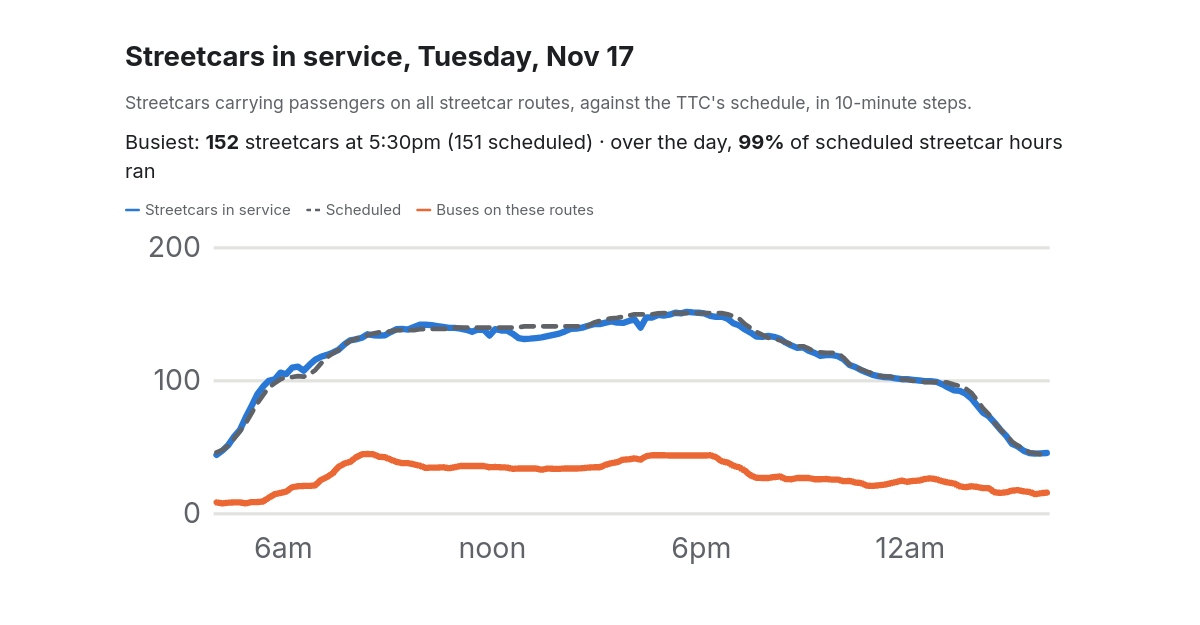 Streetcars in service, Tuesday, Nov 17
Streetcars carrying passengers on all streetcar routes, against the TTC's schedule, in 10-minute steps.
Busiest: 152 streetcars at 5:30pm (151 scheduled) · over the day, 99% of scheduled streetcar hours
ran
Streetcars in service Scheduled Buses on these routes
200
100
0
6am noon 6pm 12am